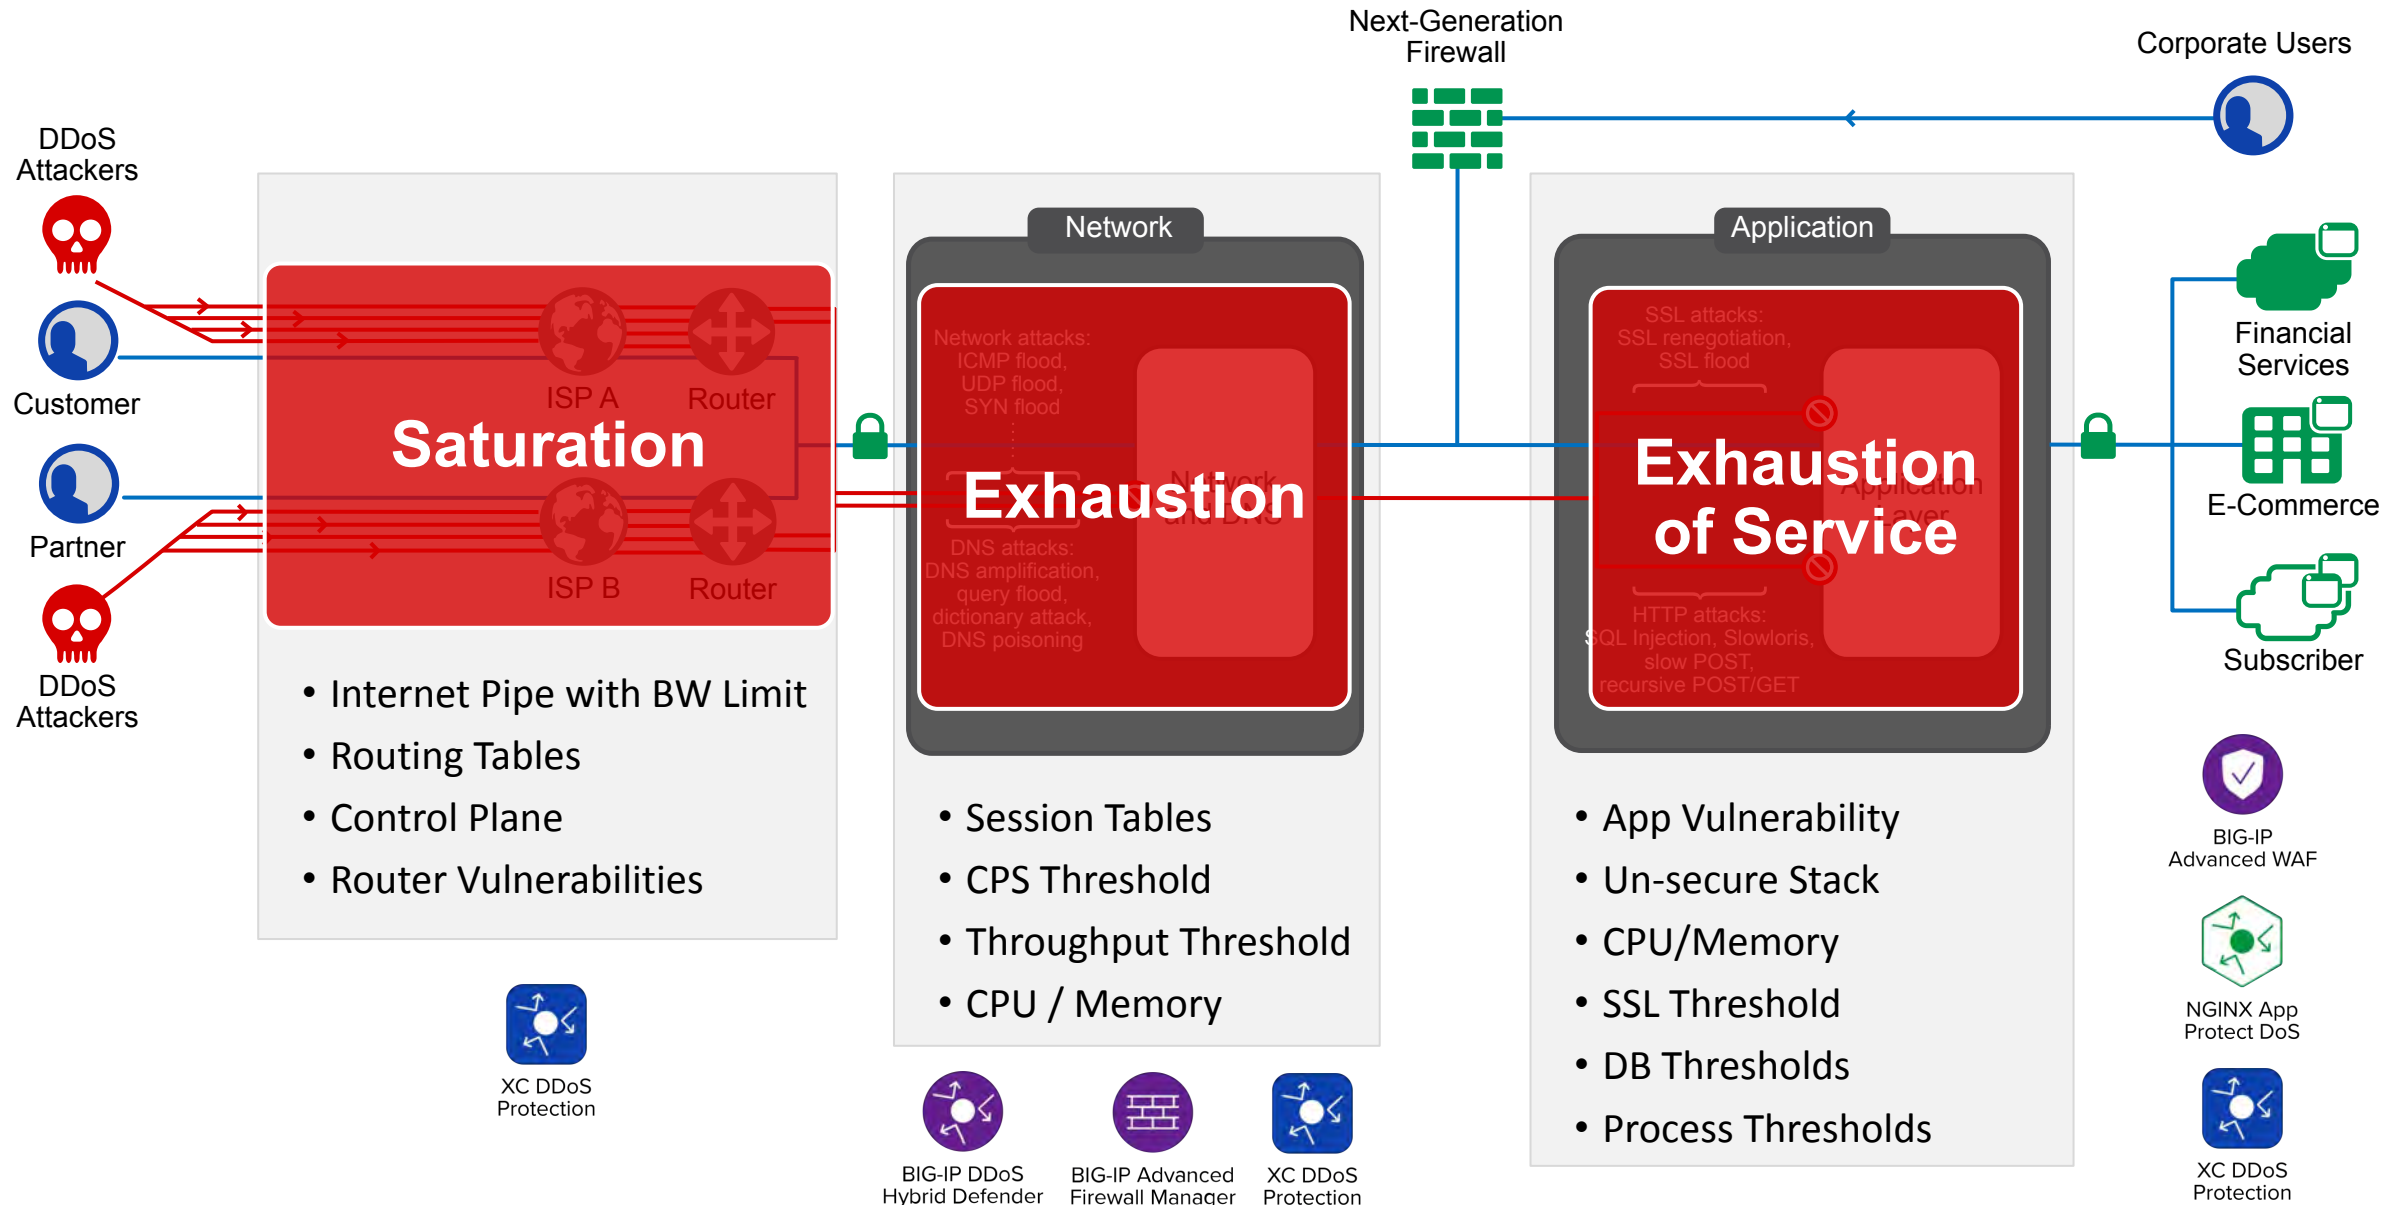 Next-Generation
Firewall
Corporate Users
DDoS
Attackers
Customer
Partner
DDoS
Attackers
ISP A
Router
Saturation
ISP B
Router
• Internet Pipe with BW Limit
• Routing Tables
• Control Plane
• Router Vulnerabilities
XC DDoS
Protection
Network
Network attacks:
ICMP flood,
UDP flood,
SYN flood
Network
and DNS
Exhaustion
DNS attacks:
DNS amplification,
query flood,
dictionary attack,
DNS poisoning
• Session Tables
• CPS Threshold
• Throughput Threshold
• CPU / Memory
BIG-IP DDoS
Hybrid Defender
BIG-IP Advanced
Firewall Manager
XC DDoS
Protection
Application
SSL attacks:
SSL renegotiation,
SSL flood
Exhaustion
of Service
Application
Layer
HTTP attacks:
SQL Injection, Slowloris,
slow POST,
recursive POST/GET
• App Vulnerability
• Un-secure Stack
• CPU/Memory
• SSL Threshold
• DB Thresholds
• Process Thresholds
Financial
Services
E-Commerce
Subscriber
BIG-IP
Advanced WAF
NGINX App
Protect DoS
XC DDoS
Protection